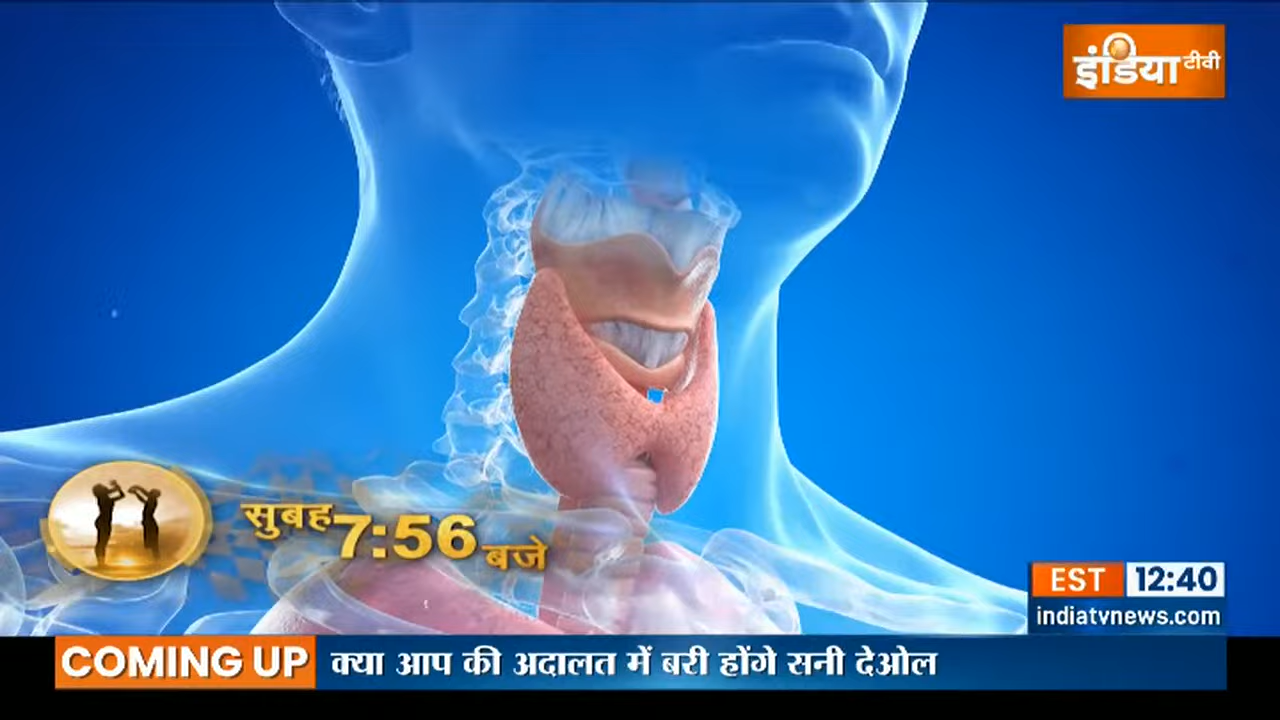 इंडिया टीवी
सुबह 7:56 बजे
EST 12:40
indiatvnews.com
COMING UP क्या आप की अदालत में बरी होंगे सनी देओल